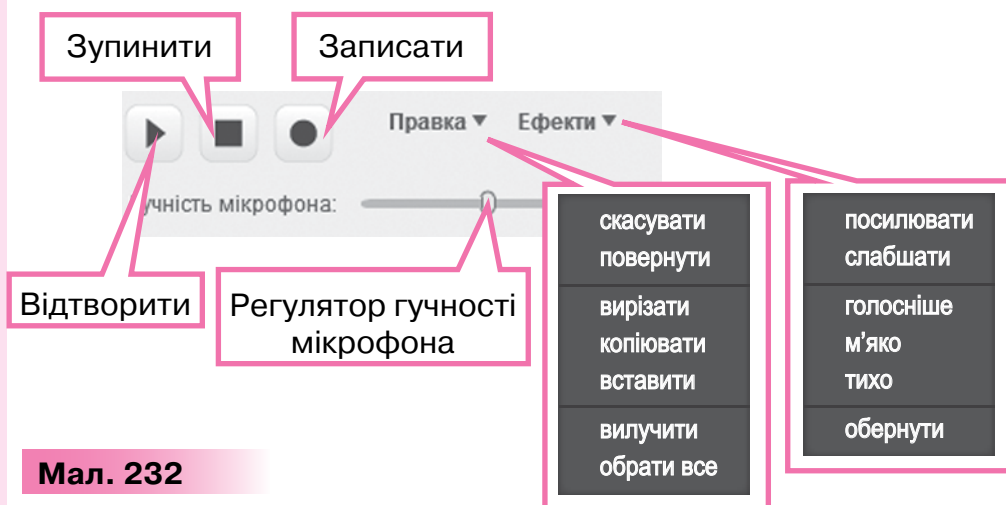 Зупинити
Записати
Правка
Ефекти
учність мікрофона:
Відтворити
Регулятор гучності
мікрофона
скасувати
повернути
вирізати
копіювати
вставити
вилучити
обрати все
посилювати
слабшати
голосніше
м’яко
тихо
обернути
Мал. 232